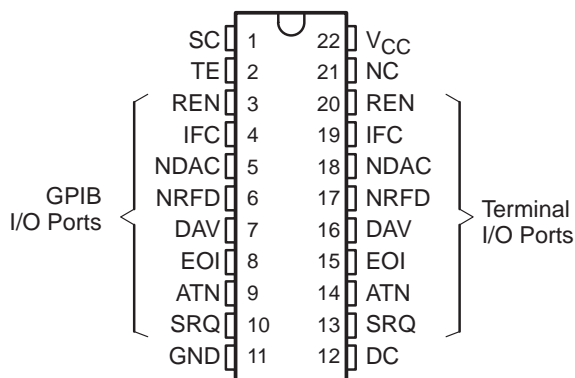 SC 1 22 VCC
TE 2 21 NC
REN 3 20 REN
IFC 4 19 IFC
NDAC 5 18 NDAC
NRFD 6 17 NRFD
DAV 7 16 DAV
EOI 8 15 EOI
ATN 9 14 ATN
SRQ 10 13 SRQ
GND 11 12 DC
GPIB
I/O Ports
Terminal
I/O Ports